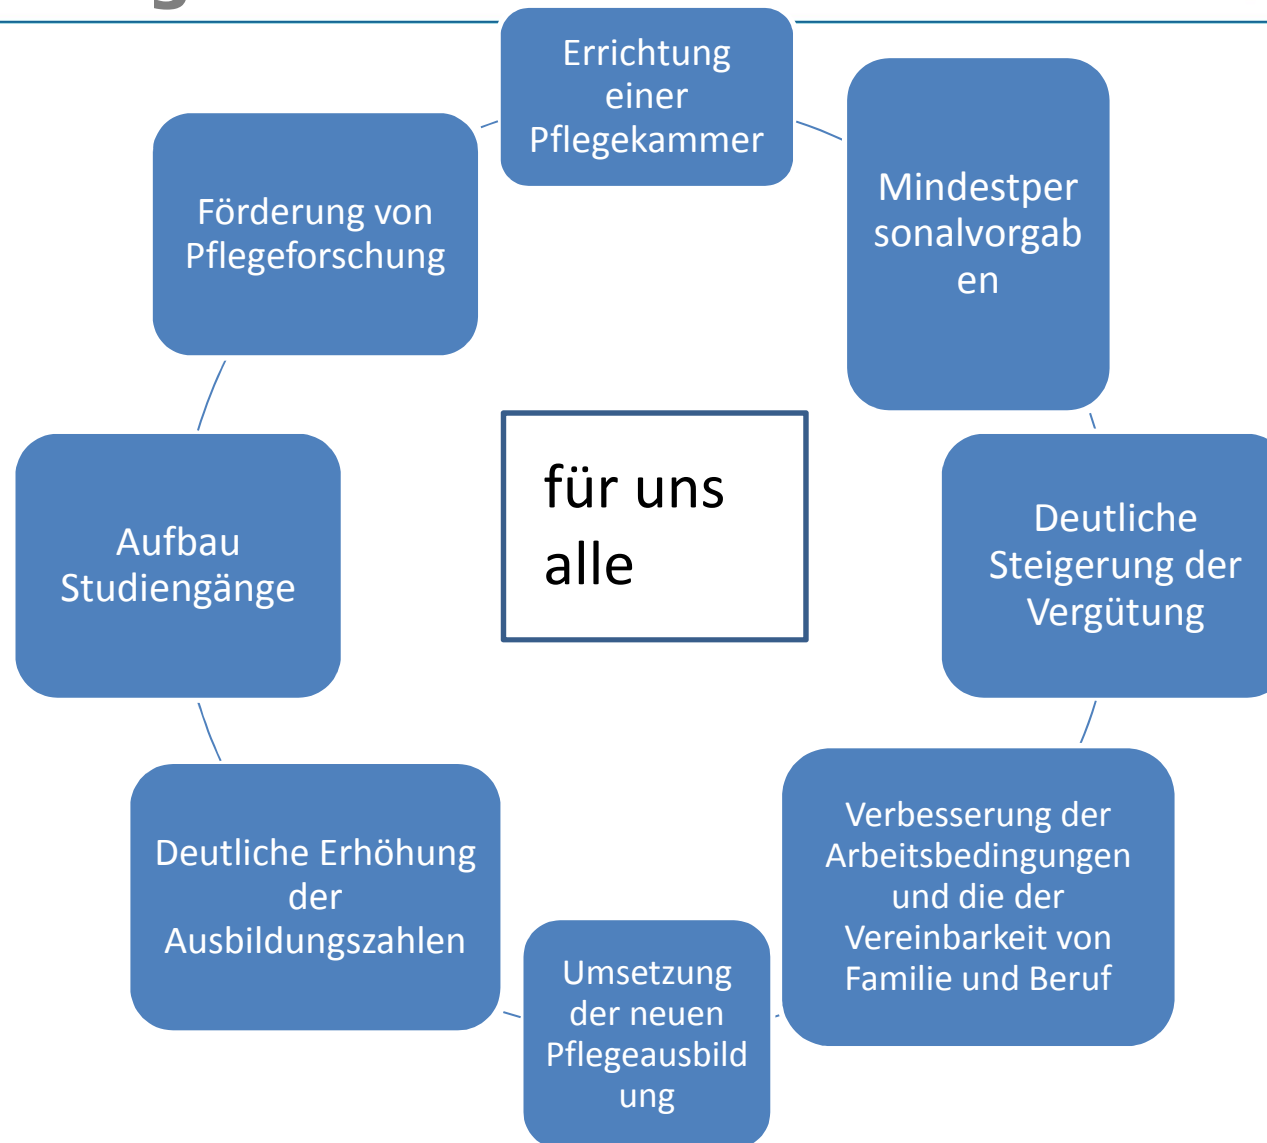 Errichtung
einer
Pflegekammer
Mindestper
sonalvorgab
en
Deutliche
Steigerung der
Vergütung
Verbesserung der
Arbeitsbedingungen
und die der
Vereinbarkeit von
Familie und Beruf
Umsetzung
der neuen
Pflegeausbild
ung
Deutliche Erhöhung
der
Ausbildungszahlen
Aufbau
Studiengänge
Förderung von
Pflegeforschung
für uns
alle